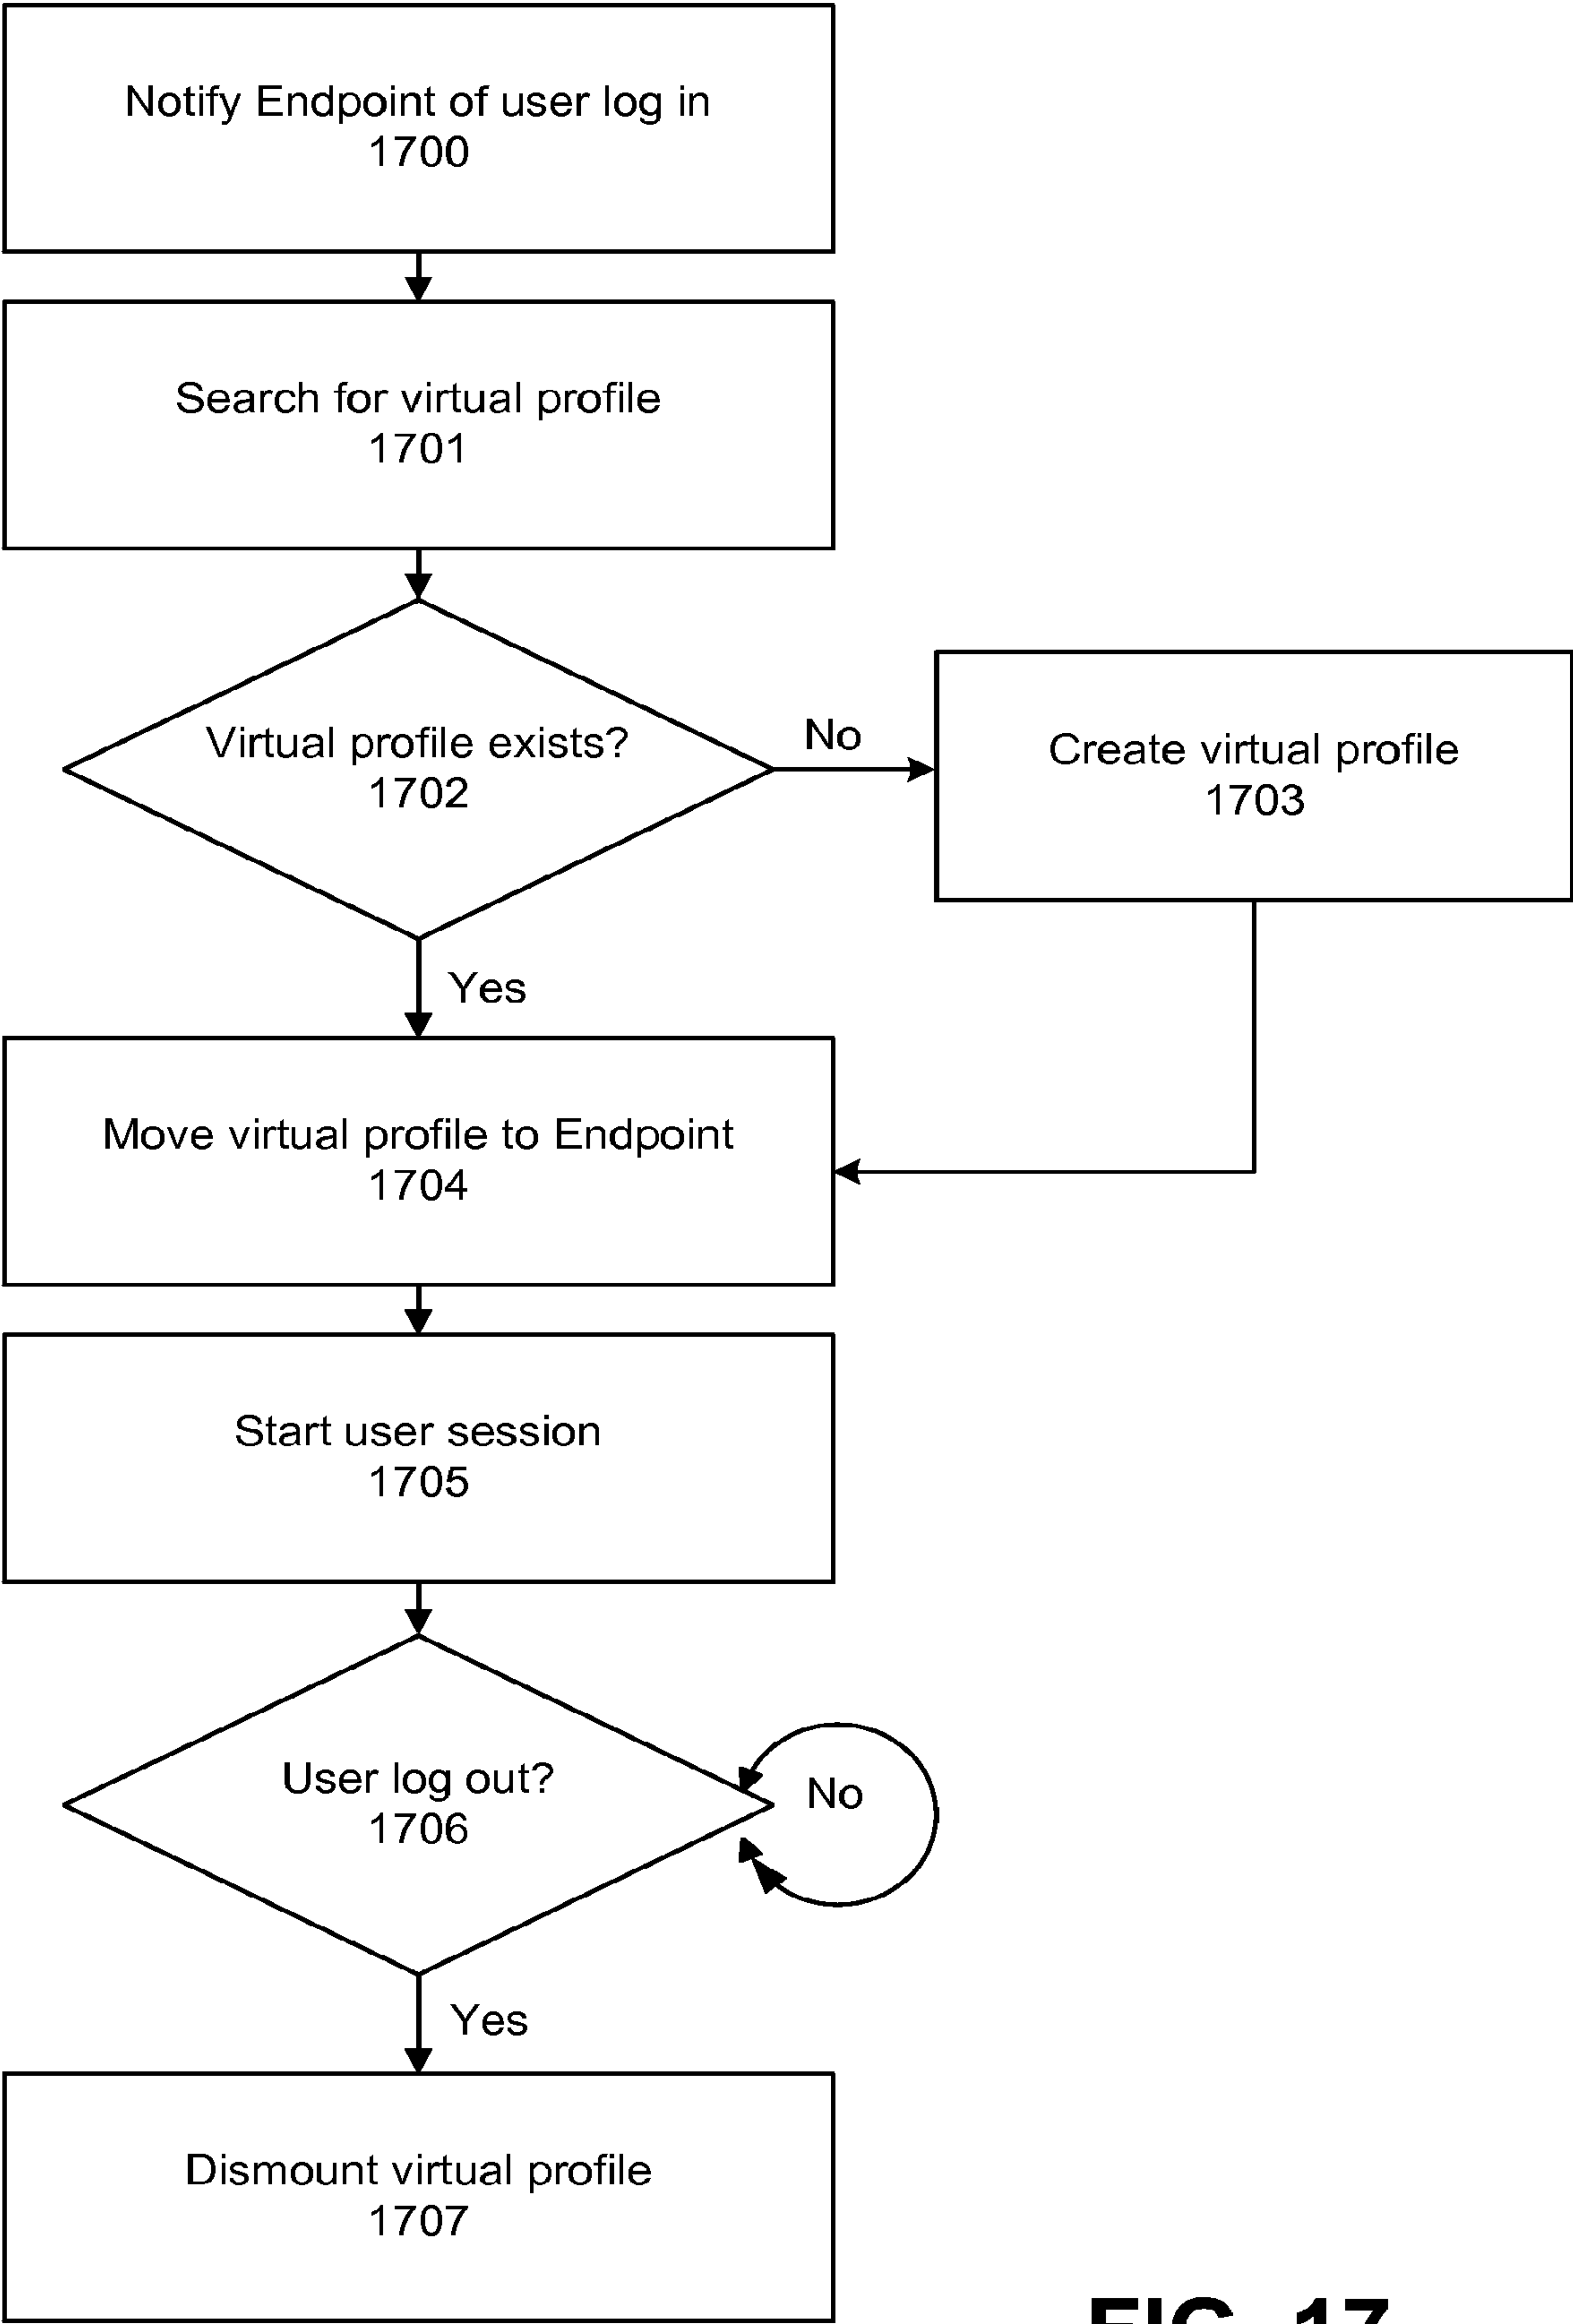 Notify Endpoint of user log in
1700
Search for virtual profile
1701
Virtual profile exists?
1702
No
Create virtual profile
1703
Yes
Move virtual profile to Endpoint
1704
Start user session
1705
User log out?
1706
No
Yes
Dismount virtual profile
1707
FIG. 17